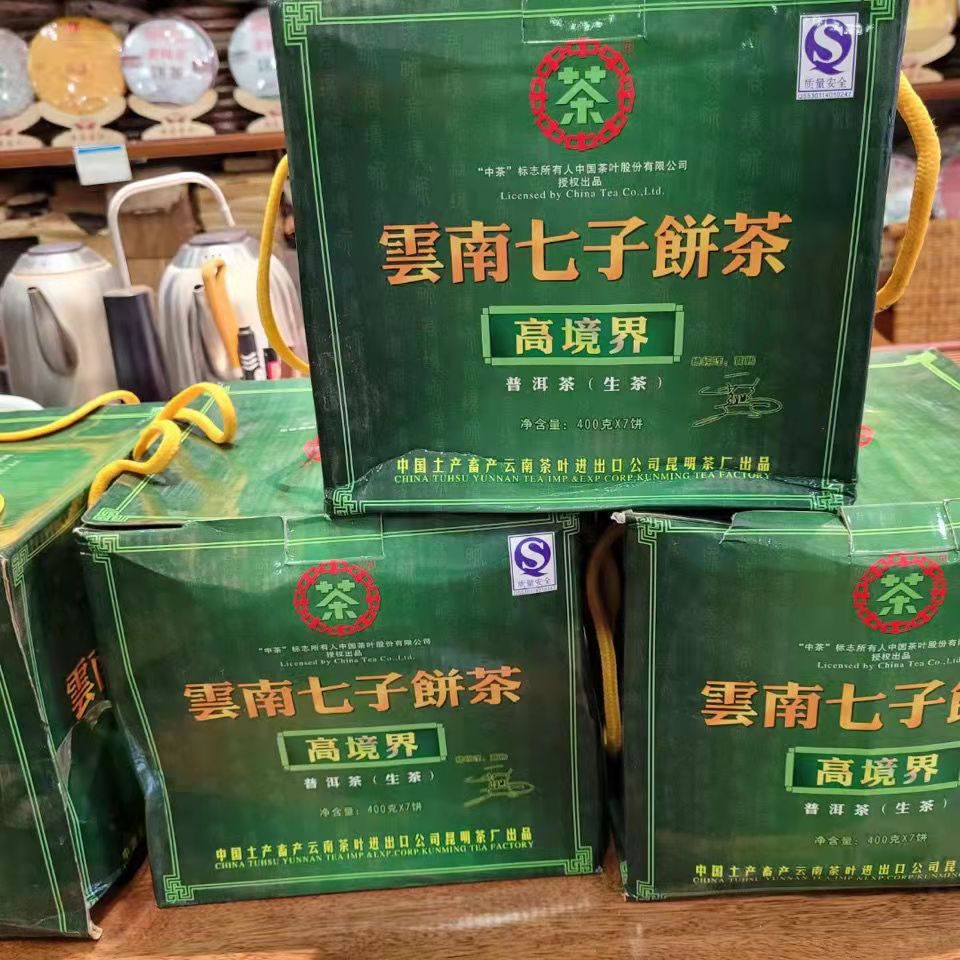 茶
质量安全
"中茶"标志所有人中国茶叶股份有限公司
授权出品
Licensed by China Tea Co.,Ltd.
雲南七子餅茶
高境界
普洱茶（生茶）
净含量：400克X7饼
中国土产畜产云南茶叶进出口公司昆明茶厂出品
CHINA TUHSU YUNNAN TEA IMP &EXP CORP KUNMING TEA FACTORY
茶
质量安全
"中茶"标志所有人中国茶叶股份有限公司
授权出品
Licensed by China Tea Co.,Ltd.
雲南七子餅茶
高境界
普洱茶（生茶）
净含量：400克X7饼
中国土产畜产云南茶叶进出口公司昆明茶厂出品
CHINA TUHSU YUNNAN TEA IMP &EXP CORP KUNMING TEA FACTORY
茶
"中茶"标志所有人中国茶叶股份有限
授权出品
Licensed by China Tea Co.,Ltd.
雲南七子餅
高境界
普洱茶（生茶）
净含量：400克X7饼
中国土产畜产云南茶叶进出口公司昆
CHINA TUHSU YUNNAN TEA IMP &EXP CORP KUNMING
雲